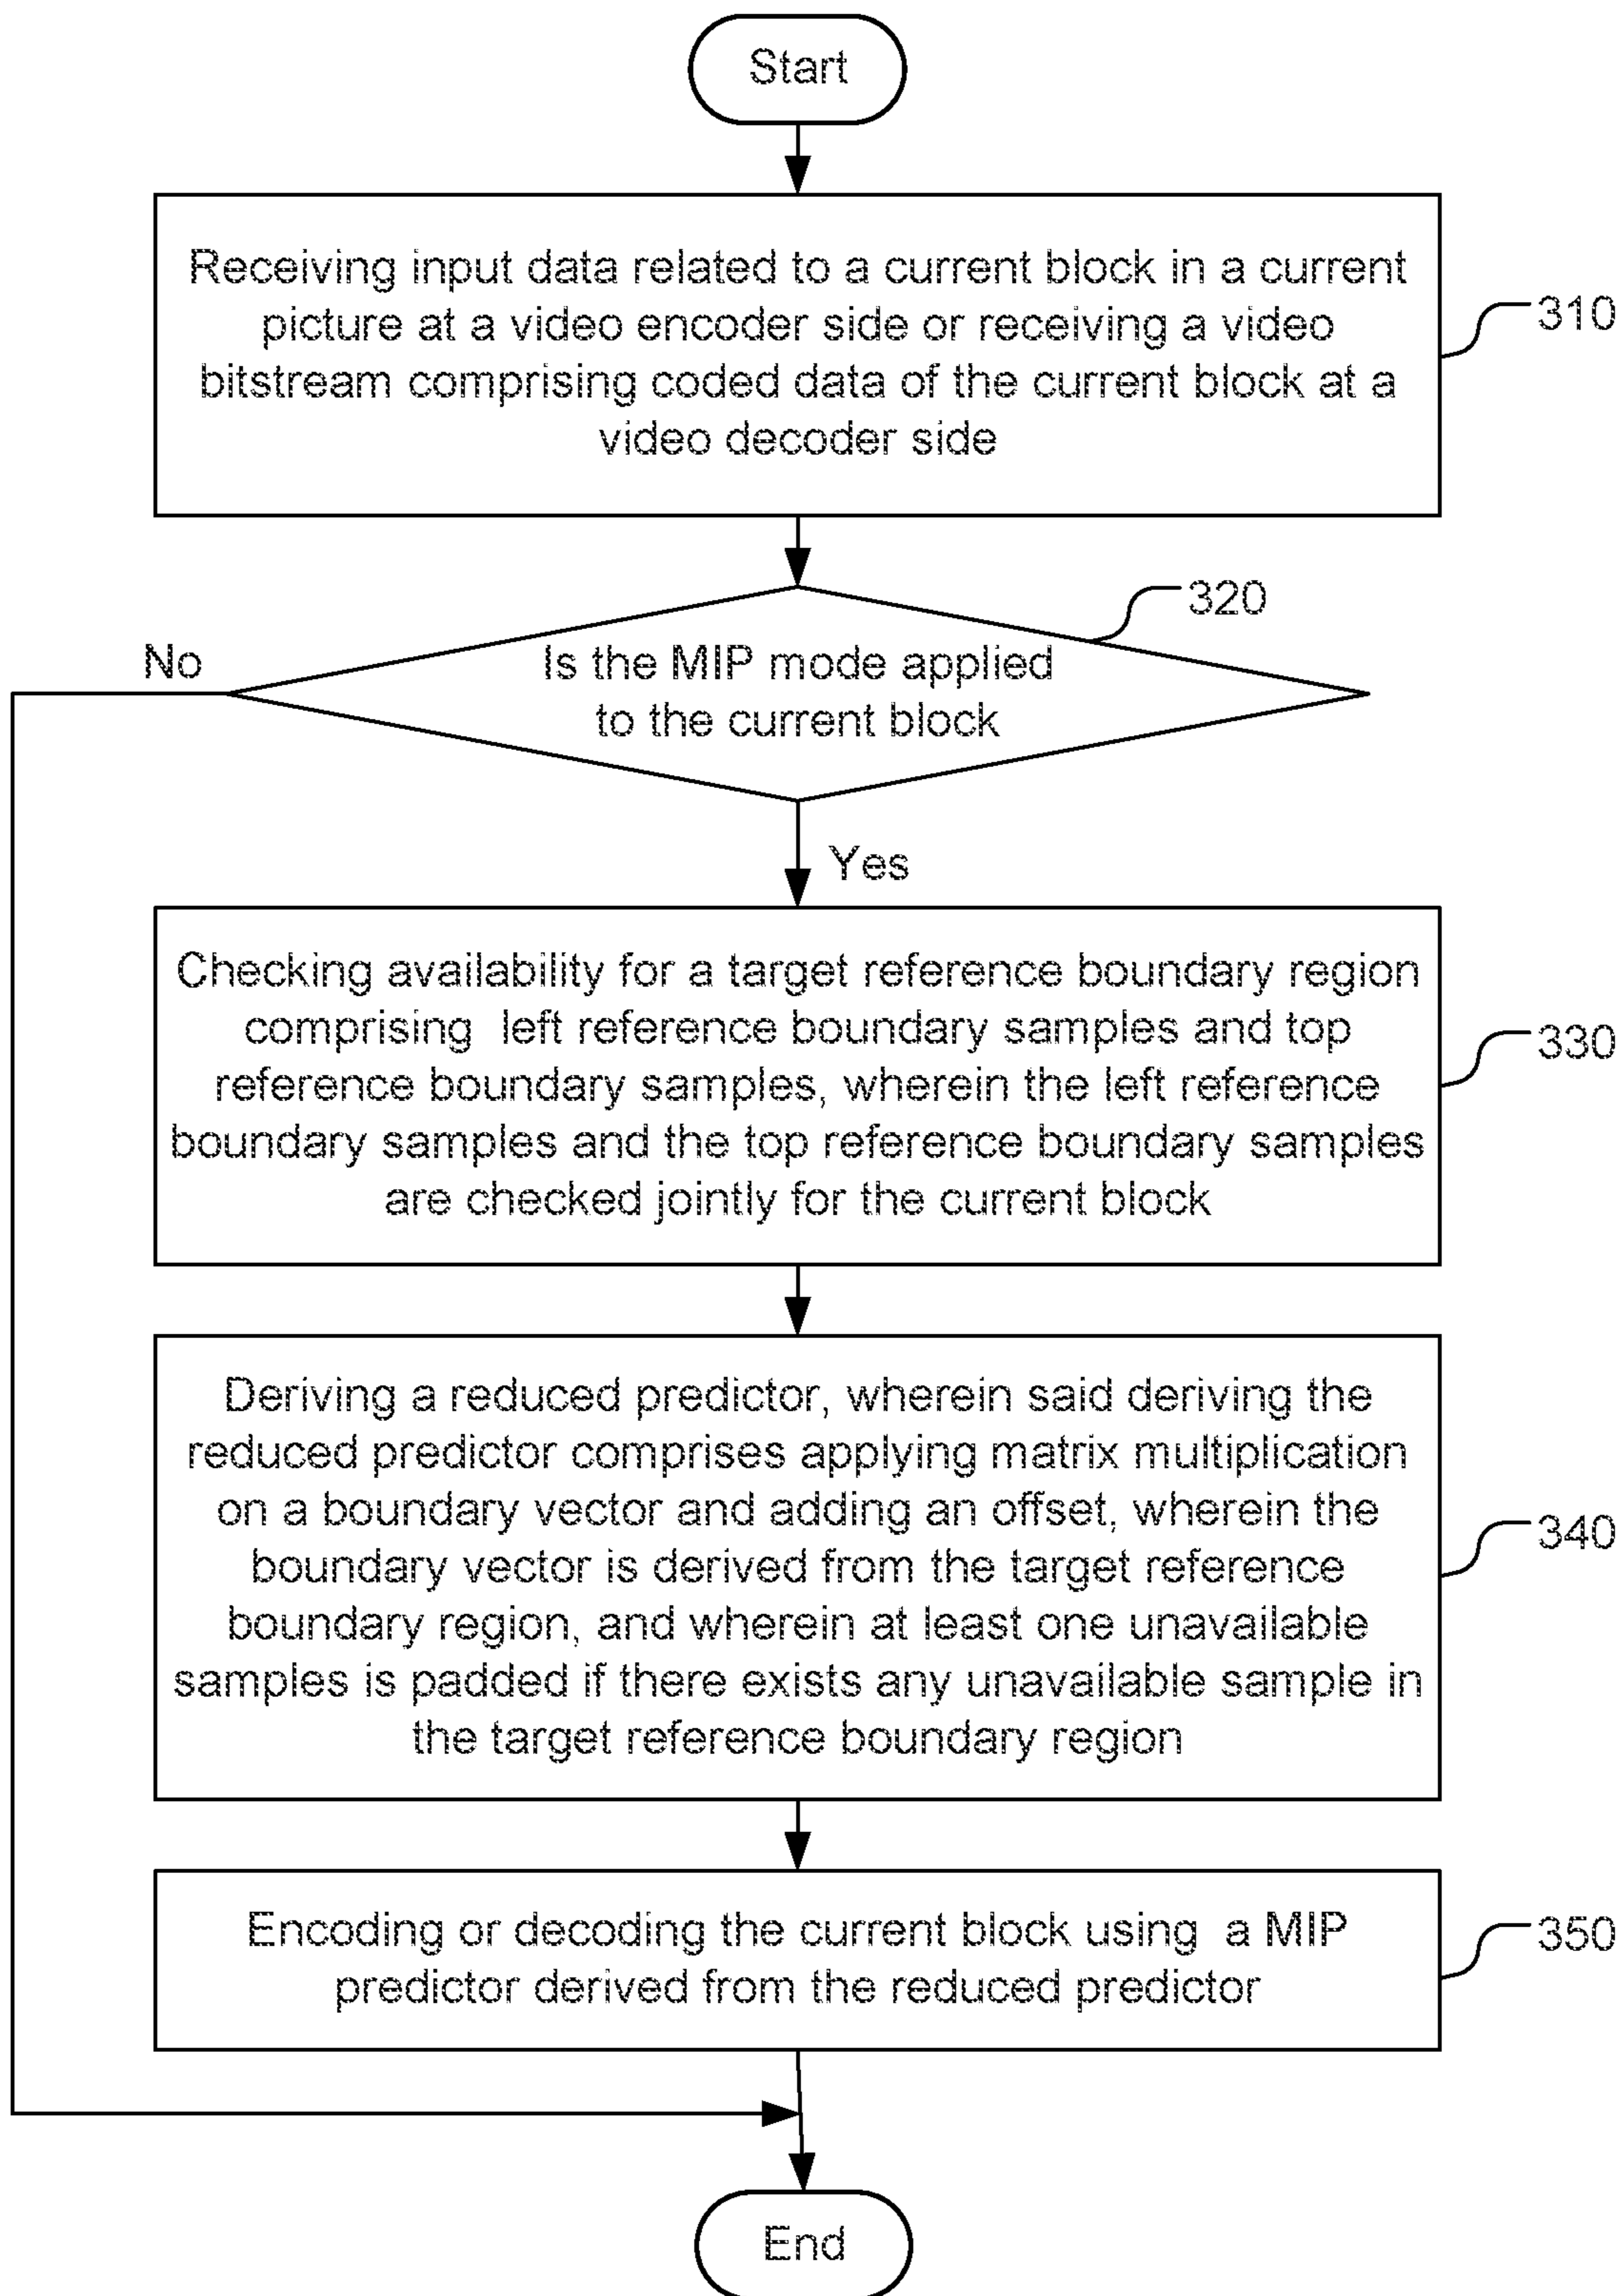 Start
Receiving input data related to a current block in a current
picture at a video encoder side or receiving a video
bitstream comprising coded data of the current block at a
video decoder side
310
320
No
Is the MIP mode applied
to the current block
Yes
Checking availability for a target reference boundary region
comprising left reference boundary samples and top
reference boundary samples, wherein the left reference
boundary samples and the top reference boundary samples
are checked jointly for the current block
330
Deriving a reduced predictor, wherein said deriving the
reduced predictor comprises applying matrix multiplication
on a boundary vector and adding an offset, wherein the
boundary vector is derived from the target reference
boundary region, and wherein at least one unavailable
samples is padded if there exists any unavailable sample in
the target reference boundary region
340
Encoding or decoding the current block using a MIP
predictor derived from the reduced predictor
350
End